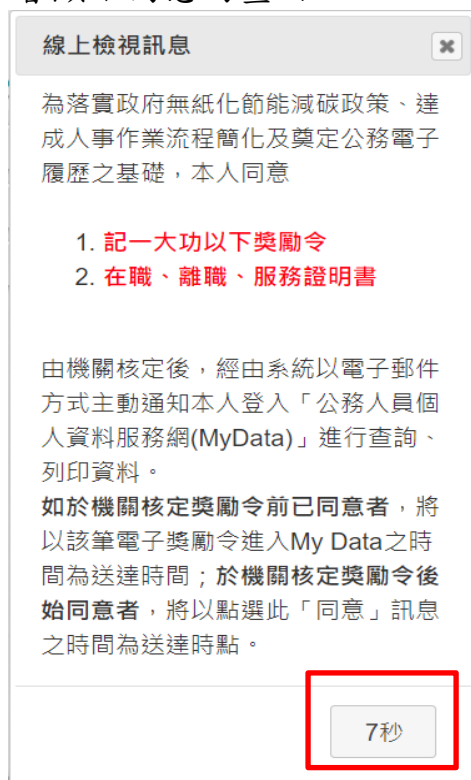 線上檢視訊息
為落實政府無紙化節能減碳政策、達
成人事作業流程簡化及奠定公務電子
履歷之基礎，本人同意
1. 記一大功以下獎勵令
2. 在職、離職、服務證明書
由機關核定後，經由系統以電子郵件
方式主動通知本人登入「公務人員個
人資料服務網(MyData)」進行查詢、
列印資料。
如於機關核定獎勵令前已同意者，將
以該筆電子獎勵令進入My Data之時
間為送達時間；於機關核定獎勵令後
始同意者，將以點選此「同意」訊息
之時間為送達時點。
7秒